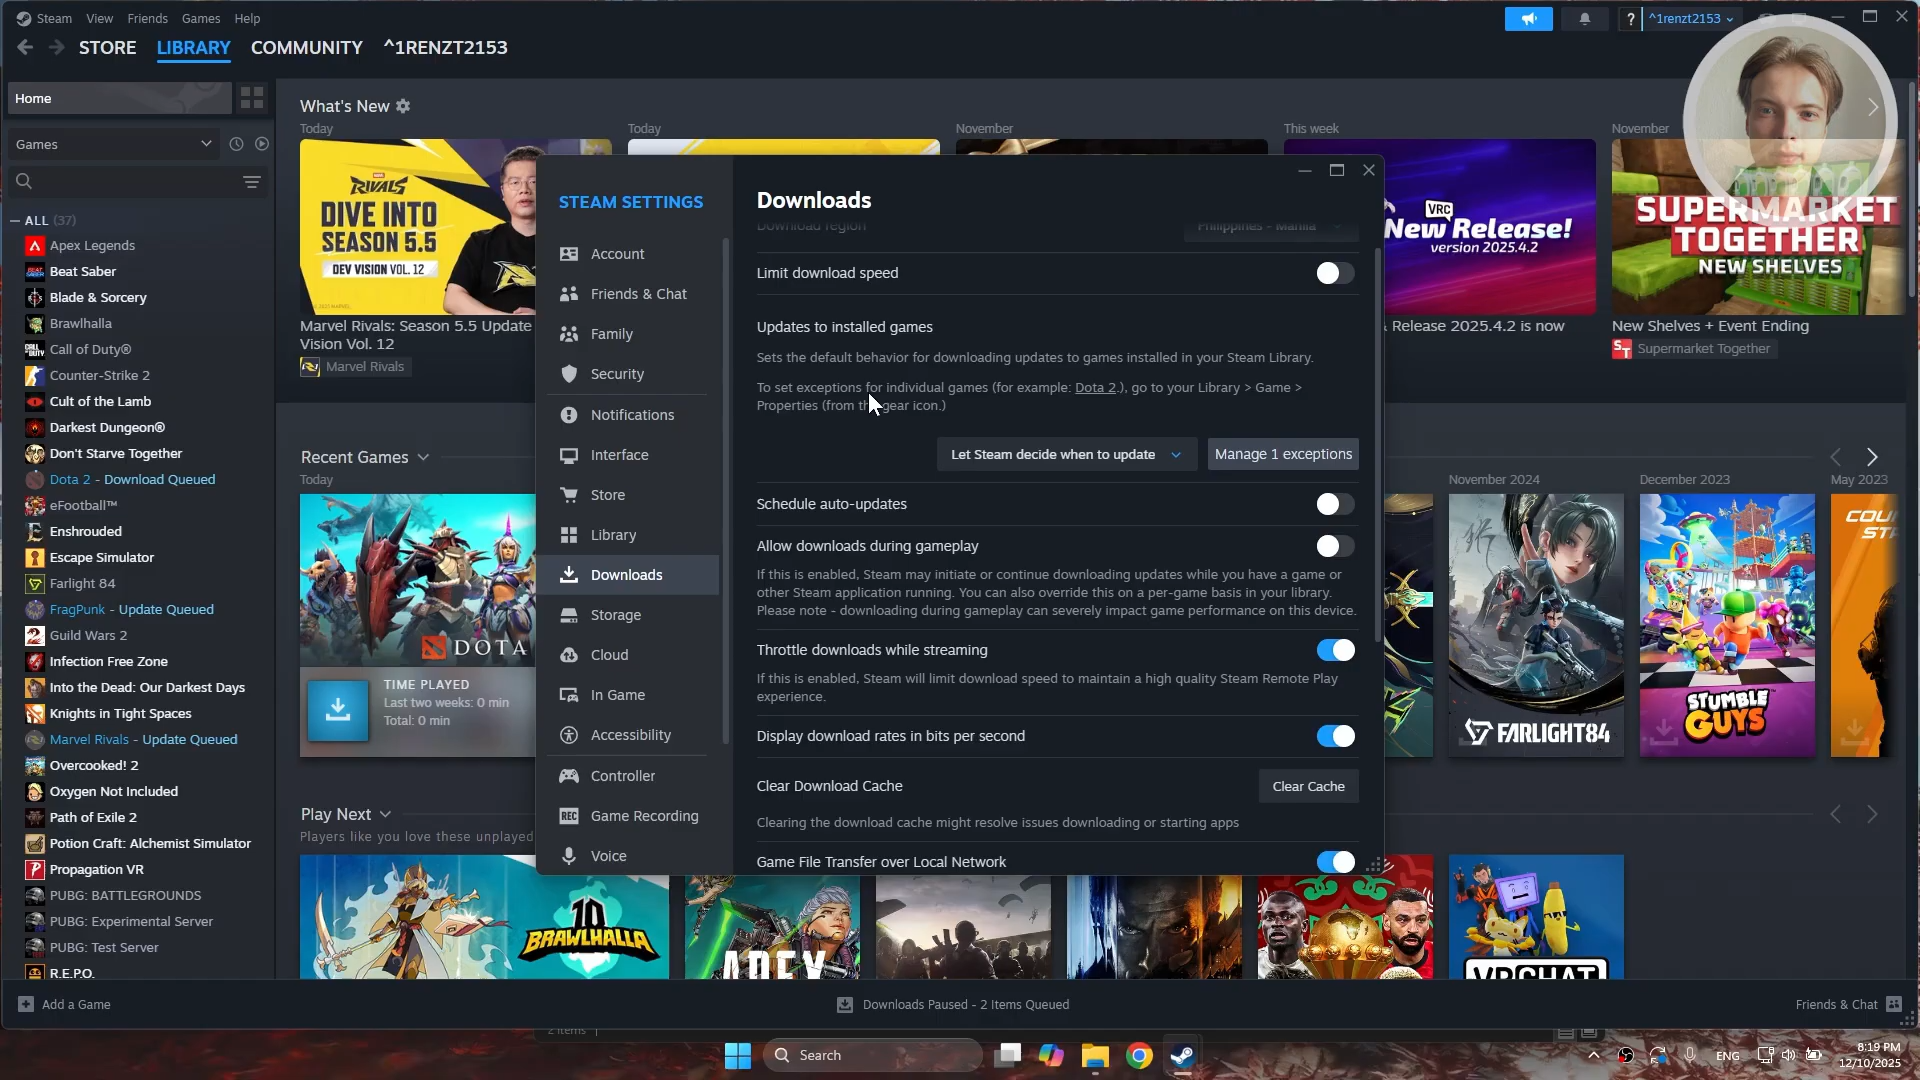 Steam View Friends Games Help
? ^1renzt2153
STORE LIBRARY COMMUNITY ^1RENZT2153
Home
Games
ALL (37)
Apex Legends
Beat Saber
Blade & Sorcery
Brawlhalla
Call of Duty®
Counter-Strike 2
Cult of the Lamb
Darkest Dungeon®
Don't Starve Together
Dota 2 - Download Queued
eFootball™
Enshrouded
Escape Simulator
Farlight 84
FragPunk - Update Queued
Guild Wars 2
Infection Free Zone
Into the Dead: Our Darkest Days
Knights in Tight Spaces
Marvel Rivals - Update Queued
Overcooked! 2
Oxygen Not Included
Path of Exile 2
Potion Craft: Alchemist Simulator
Propagation VR
PUBG: BATTLEGROUNDS
PUBG: Experimental Server
PUBG: Test Server
R.E.P.O.
Add a Game
What's New
Today
Today
November
This week
November
MARVEL
RIVALS
DIVE INTO
SEASON 5.5
DEV VISION VOL. 12
Marvel Rivals: Season 5.5 Update
Vision Vol. 12
Marvel Rivals
VRC
New Release!
version 2025.4.2
Release 2025.4.2 is now
SUPERMARKET
TOGETHER
NEW SHELVES
New Shelves + Event Ending
Supermarket Together
Recent Games
Today
November 2024
December 2023
May 2023
DOTA
TIME PLAYED
Last two weeks: 0 min
Total: 0 min
FARLIGHT84
STUMBLE
GUYS
Play Next
Players like you love these unplayed
BRAWLHALLA
APEX
VRCHAT
STEAM SETTINGS
Account
Friends & Chat
Family
Security
Notifications
Interface
Store
Library
Downloads
Storage
Cloud
In Game
Accessibility
Controller
REC Game Recording
Voice
Downloads
Download region Philippines - Manila
Limit download speed
Updates to installed games
Sets the default behavior for downloading updates to games installed in your Steam Library.
To set exceptions for individual games (for example: Dota 2.), go to your Library > Game >
Properties (from the gear icon.)
Let Steam decide when to update Manage 1 exceptions
Schedule auto-updates
Allow downloads during gameplay
If this is enabled, Steam may initiate or continue downloading updates while you have a game or
other Steam application running. You can also override this on a per-game basis in your library.
Please note - downloading during gameplay can severely impact game performance on this device.
Throttle downloads while streaming
If this is enabled, Steam will limit download speed to maintain a high quality Steam Remote Play
experience.
Display download rates in bits per second
Clear Download Cache Clear Cache
Clearing the download cache might resolve issues downloading or starting apps
Game File Transfer over Local Network
Downloads Paused - 2 Items Queued
Friends & Chat
2 items
Search
ENG
8:19 PM
12/10/2025